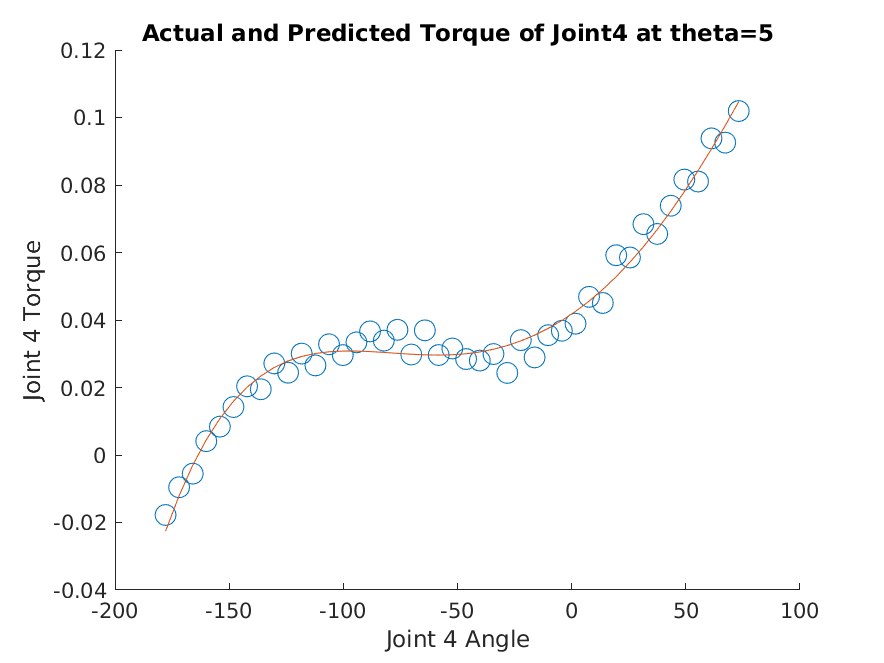 Actual and Predicted Torque of Joint4 at theta=5
0.12
0.1
0.08
0.06
0.04
0.02
0
-0.02
-0.04
Joint 4 Torque
-200 -150 -100 -50 0 50 100
Joint 4 Angle